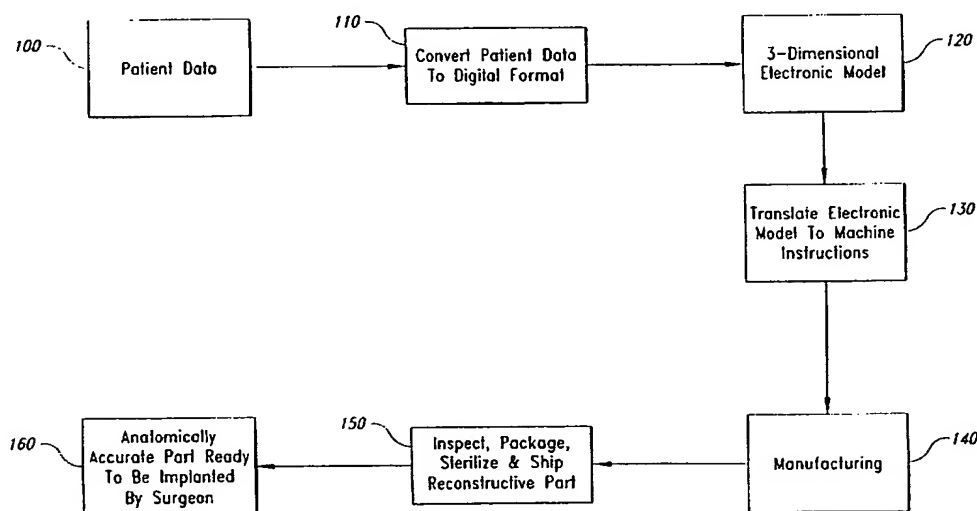 100
Patient Data
110
Convert Patient Data
To Digital Format
120
3-Dimensional
Electronic Model
130
Translate Electronic
Model To Machine
Instructions
140
Manufacturing
150
Inspect, Package,
Sterilize & Ship
Reconstructive Part
160
Anatomically
Accurate Part Ready
To Be Implanted
By Surgeon